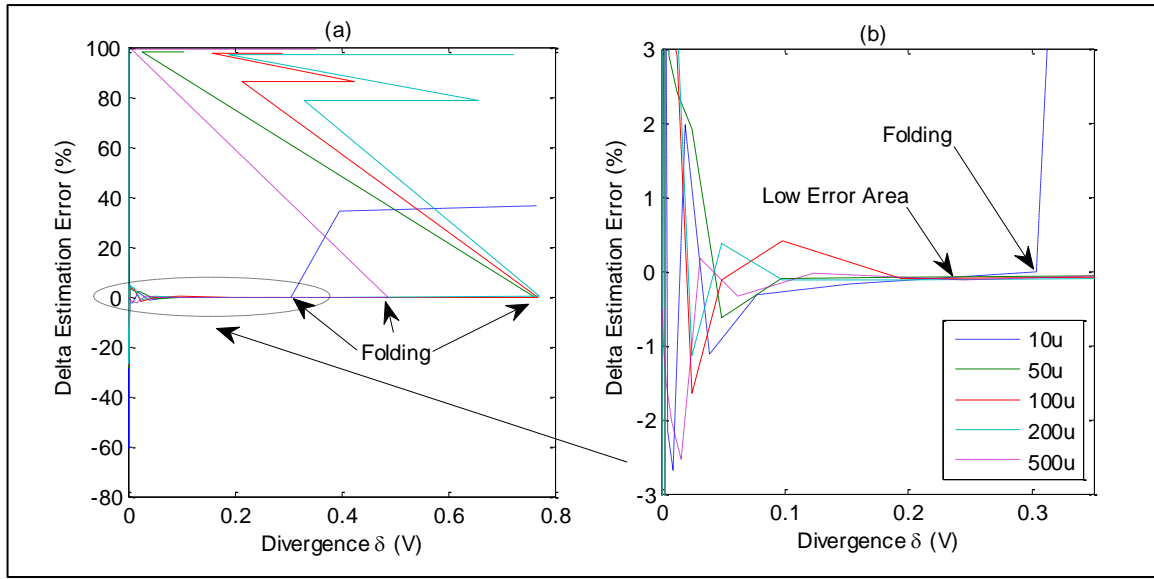 (a)
100
80
60
40
20
0
-20
-40
-60
-80
Delta Estimation Error (%)
0
0.2
0.4
0.6
0.8
Divergence δ (V)
Folding
(b)
3
2
1
0
-1
-2
-3
Delta Estimation Error (%)
0
0.1
0.2
0.3
Divergence δ (V)
Folding
Low Error Area
10u
50u
100u
200u
500u